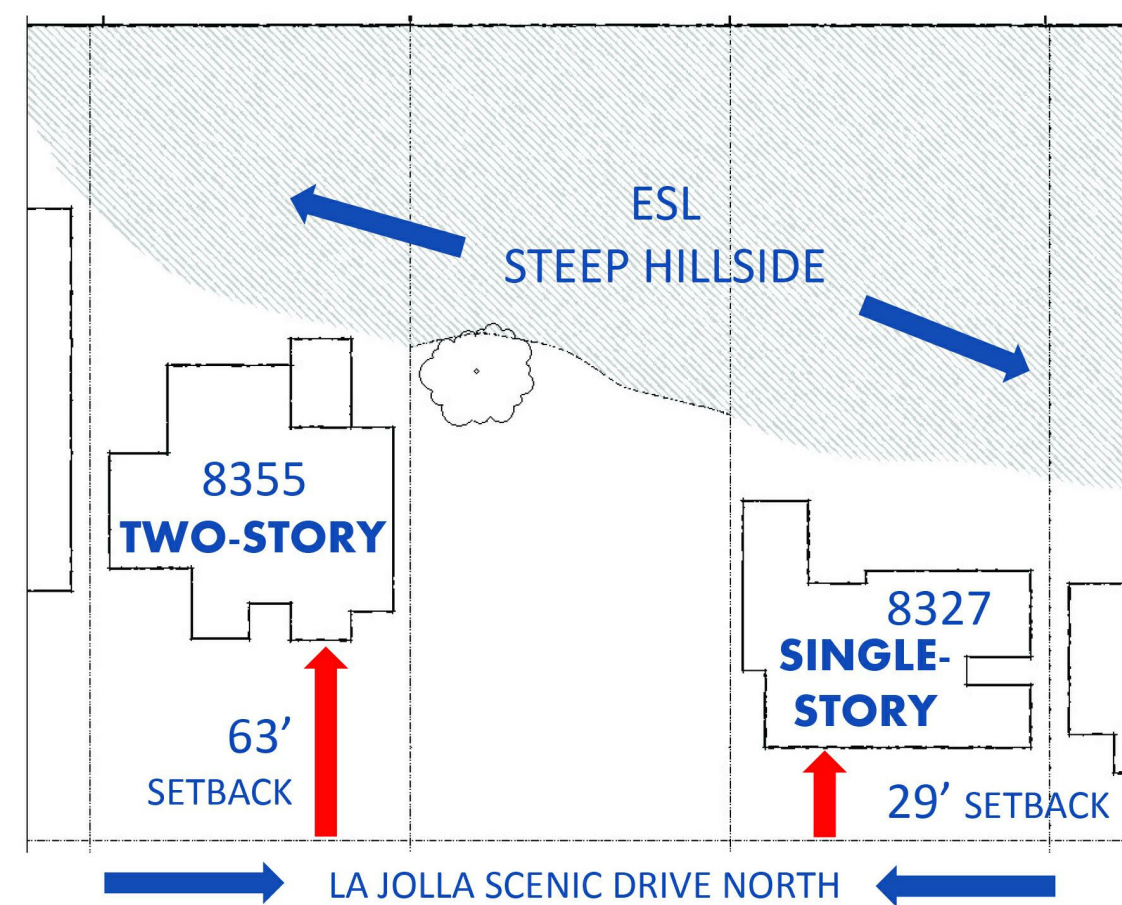 ESL
STEEP HILLSIDE
8355
TWO-STORY
8327
SINGLE-
STORY
63’
SETBACK
29’ SETBACK
LA JOLLA SCENIC DRIVE NORTH